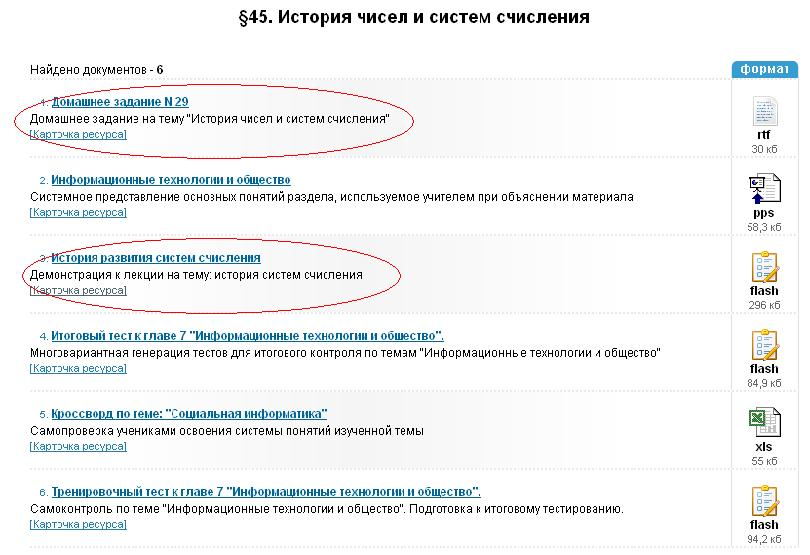 §45. История чисел и систем счисления
Найдено документов - 6
формат
1. Домашнее задание N 29
Домашнее задание на тему "История чисел и систем счисления"
[Карточка ресурса]
rtf
30 кб
2. Информационные технологии и общество
Системное представление основных понятий раздела, используемое учителем при объяснении материала
[Карточка ресурса]
pps
58,3 кб
3. История развития систем счисления
Демонстрация к лекции на тему: история систем счисления
[Карточка ресурса]
flash
296 кб
4. Итоговый тест к главе 7 "Информационные технологии и общество".
Многовариантная генерация тестов для итогового контроля по темам "Информационные технологии и общество"
[Карточка ресурса]
flash
84,9 кб
5. Кроссворд по теме: "Социальная информатика"
Самопроверка учениками освоения системы понятий изученной темы
[Карточка ресурса]
xls
55 кб
6. Тренировочный тест к главе 7 "Информационные технологии и общество".
Самоконтроль по теме "Информационные технологии и общество". Подготовка к итоговому тестированию.
[Карточка ресурса]
flash
94,2 кб